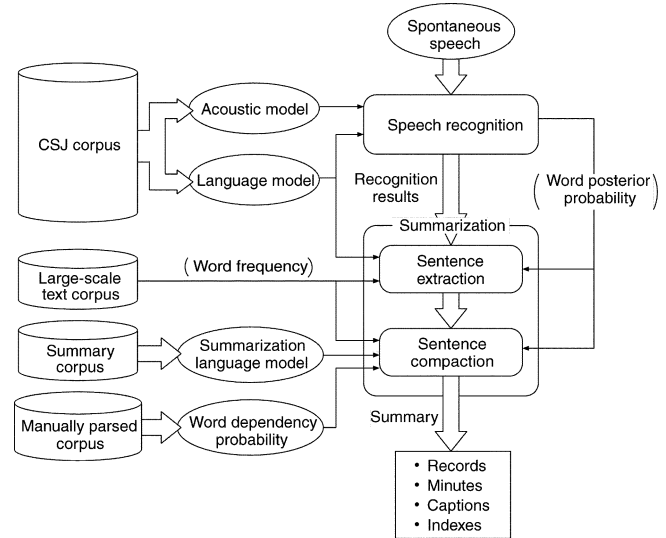 Spontaneous
speech
Acoustic model
CSJ corpus
Speech recognition
Language model
Recognition
results
(Word posterior
probability)
Summarization
(Word frequency)
Large-scale
text corpus
Sentence
extraction
Summary
corpus
Summarization
language model
Sentence
compaction
Manually parsed
corpus
Word dependency
probability
Summary
• Records
• Minutes
• Captions
• Indexes